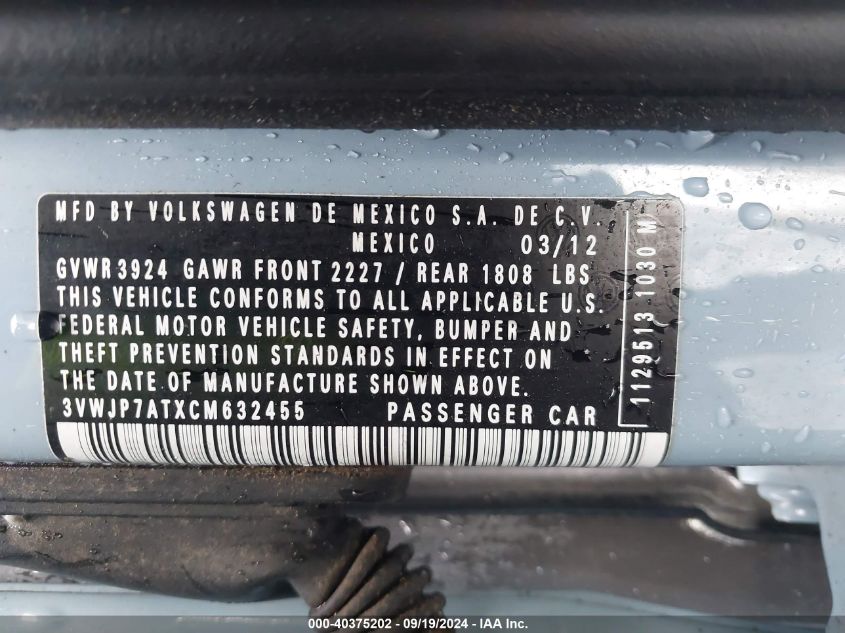 MFD BY VOLKSWAGEN DE MEXICO S.A. DE C.V.
MEXICO 03/12
GVWR 3924 GAWR FRONT 2227 / REAR 1808 LBS
THIS VEHICLE CONFORMS TO ALL APPLICABLE U.S.
FEDERAL MOTOR VEHICLE SAFETY, BUMPER AND
THEFT PREVENTION STANDARDS IN EFFECT ON
THE DATE OF MANUFACTURE SHOWN ABOVE.
3VWJP7ATXCM632455 PASSENGER CAR
1129513 1030 M
000-40375202 - 09/19/2024 - IAA Inc.